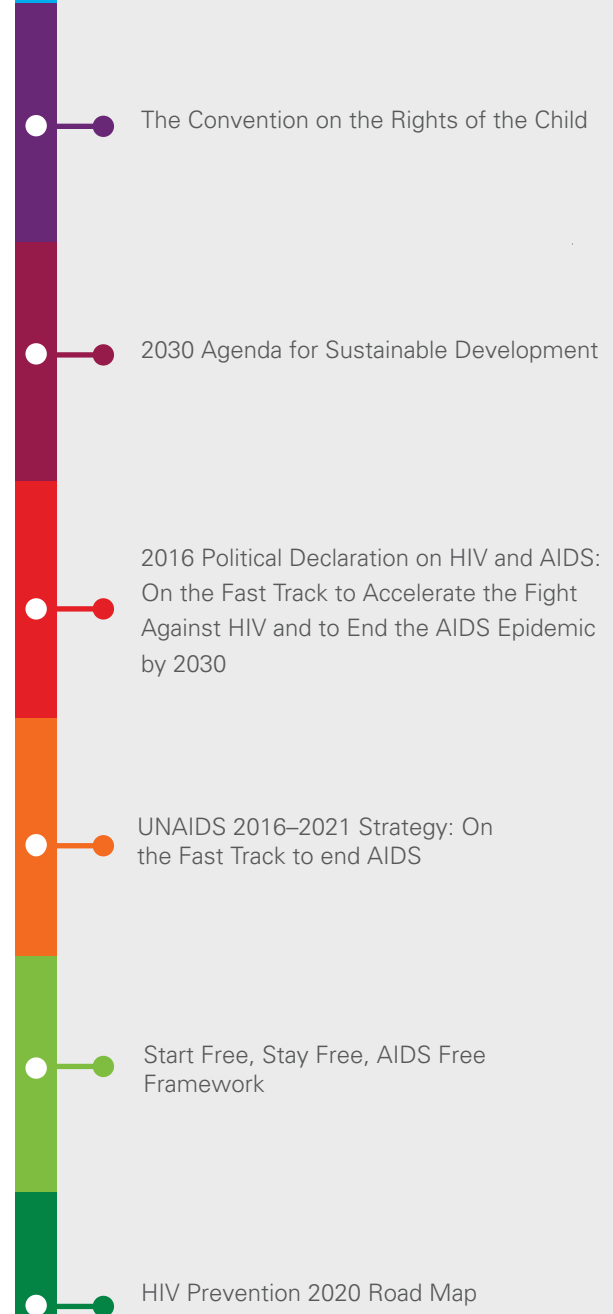 The Convention on the Rights of the Child
2030 Agenda for Sustainable Development
2016 Political Declaration on HIV and AIDS:
On the Fast Track to Accelerate the Fight
Against HIV and to End the AIDS Epidemic
by 2030
UNAIDS 2016–2021 Strategy: On
the Fast Track to end AIDS
Start Free, Stay Free, AIDS Free
Framework
HIV Prevention 2020 Road Map